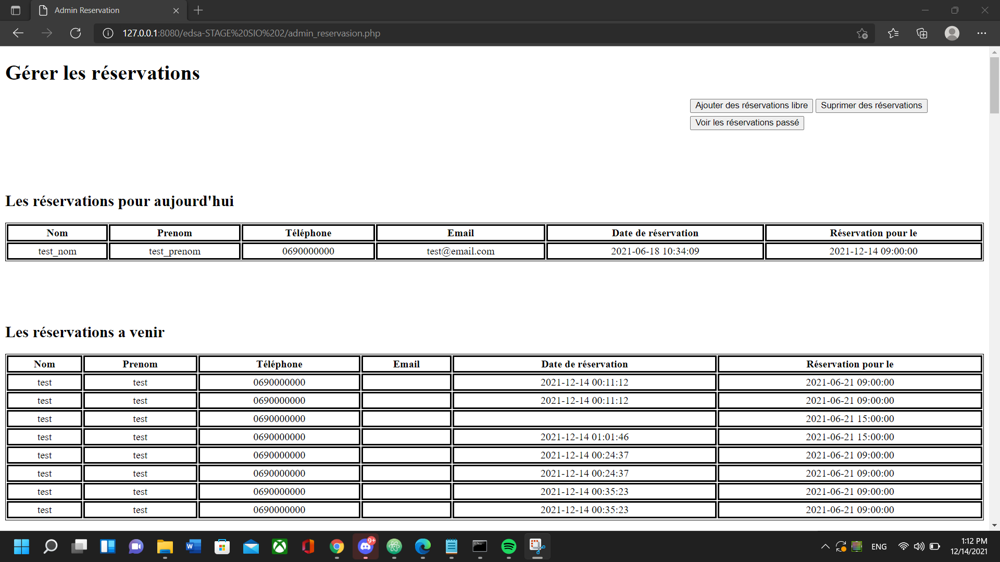 Admin Reservation
127.0.0.1:8080/edsa-STAGE%20SIO%202/admin_reservasion.php
Gérer les réservations
Ajouter des réservations libre Suprimer des réservations
Voir les réservations passé
Les réservations pour aujourd'hui
Nom Prenom Téléphone Email Date de réservation Réservation pour le
test_nom test_prenom 0690000000 test@email.com 2021-06-18 10:34:09 2021-12-14 09:00:00
Les réservations a venir
Nom Prenom Téléphone Email Date de réservation Réservation pour le
test test 0690000000 2021-12-14 00:11:12 2021-06-21 09:00:00
test test 0690000000 2021-12-14 00:11:12 2021-06-21 09:00:00
test test 0690000000 2021-06-21 15:00:00
test test 0690000000 2021-12-14 01:01:46 2021-06-21 15:00:00
test test 0690000000 2021-12-14 00:24:37 2021-06-21 09:00:00
test test 0690000000 2021-12-14 00:24:37 2021-06-21 09:00:00
test test 0690000000 2021-12-14 00:35:23 2021-06-21 09:00:00
test test 0690000000 2021-12-14 00:35:23 2021-06-21 09:00:00
W 9+ ENG 1:12 PM
12/14/2021